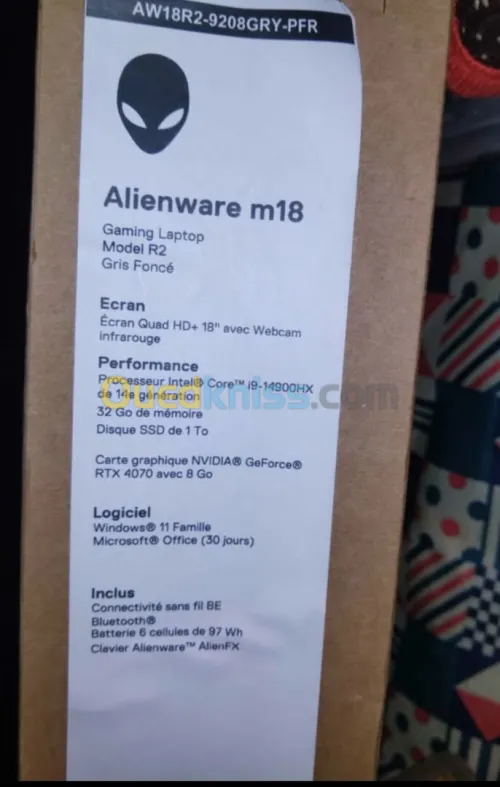 AW18R2-9208GRY-PFR
Alienware m18
Gaming Laptop
Model R2
Gris Foncé
Ecran
Écran Quad HD+ 18" avec Webcam
infrarouge
Performance
Processeur Intel® Core™ i9-14900HX
de 14e génération
Ouedkniss.com
32 Go de mémoire
Disque SSD de 1 To
Carte graphique NVIDIA® GeForce®
RTX 4070 avec 8 Go
Logiciel
Windows® 11 Famille
Microsoft® Office (30 jours)
Inclus
Connectivité sans fil BE
Bluetooth®
Batterie 6 cellules de 97 Wh
Clavier Alienware™ AlienFX